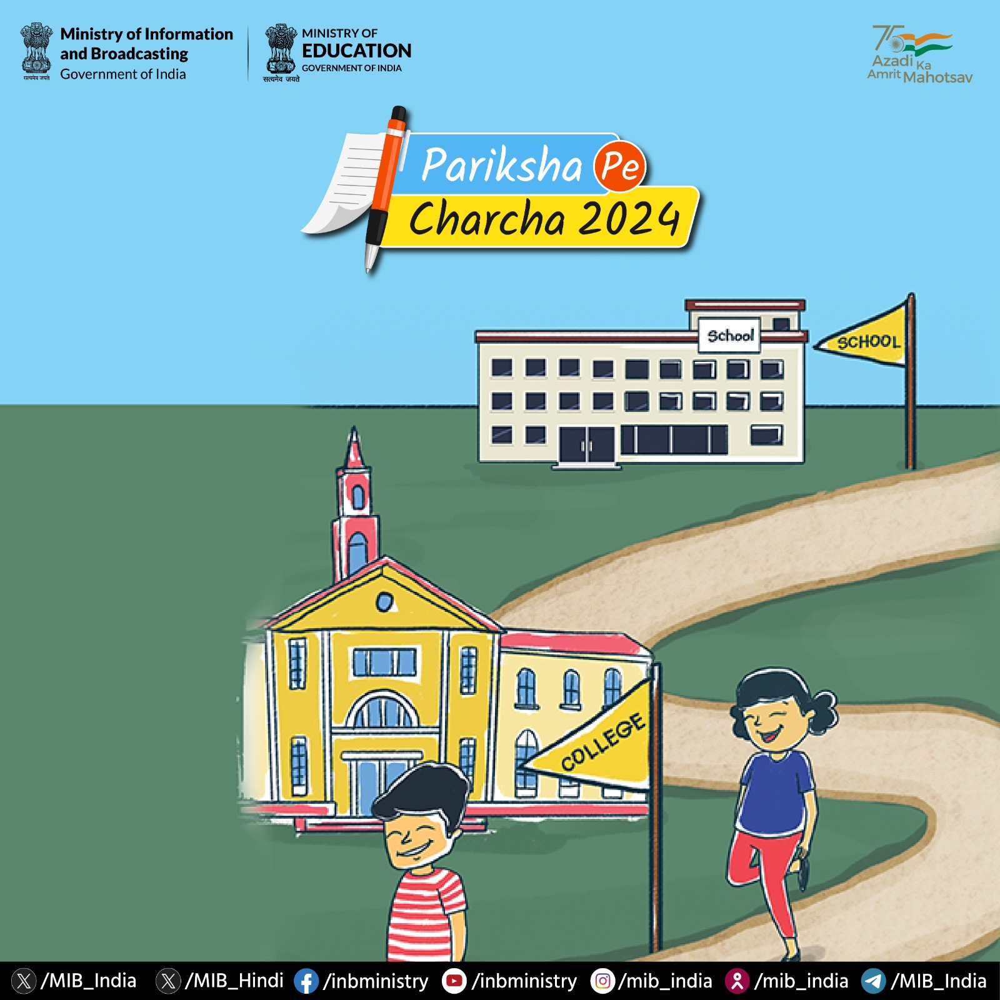 Ministry of Information
and Broadcasting
Government of India
सत्यमेव जयते
MINISTRY OF
EDUCATION
GOVERNMENT OF INDIA
सत्यमेव जयते
75
Azadi Ka
Amrit Mahotsav
Pariksha Pe
Charcha 2024
School
SCHOOL
COLLEGE
/MIB_India /MIB_Hindi /inbministry /inbministry /mib_india /mib_india /MIB_India